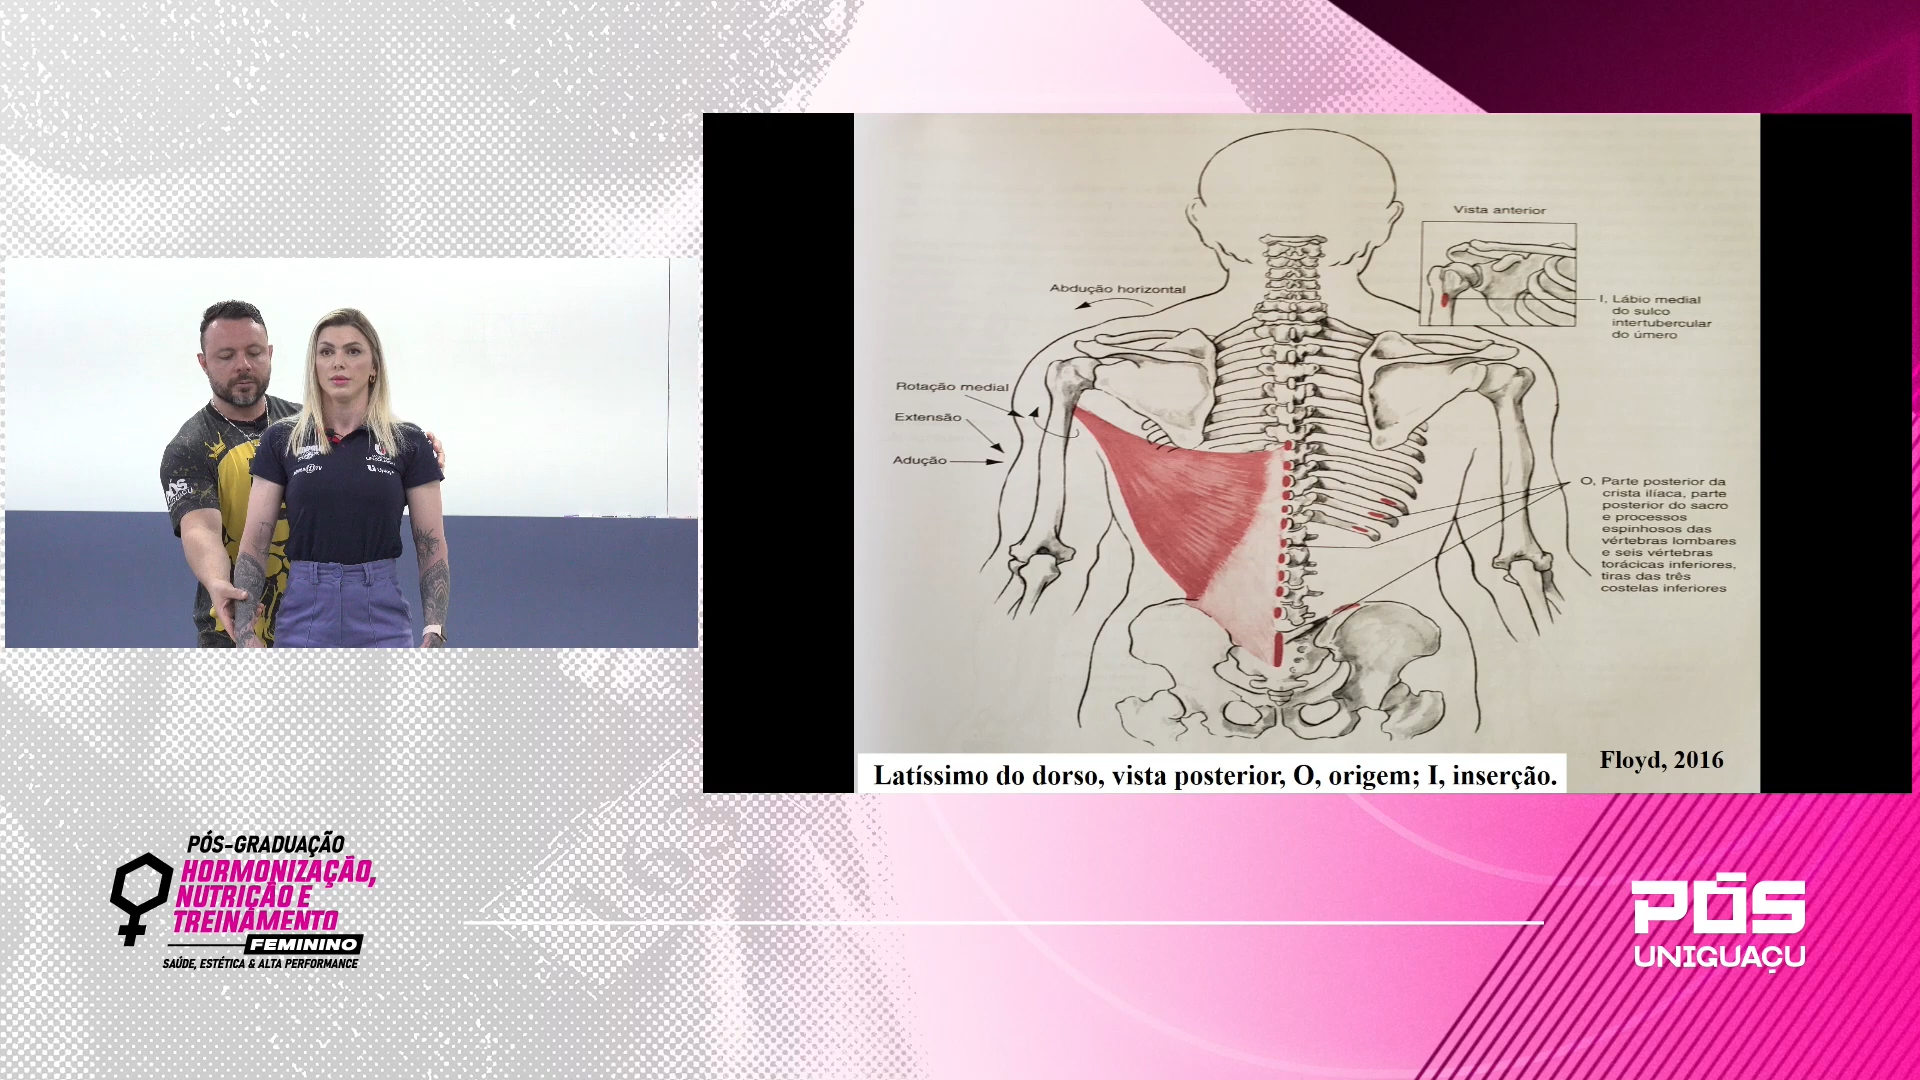 Vista anterior
Abdução horizontal
I, Lábio medial
do sulco
intertubercular
do úmero
Rotação medial
Extensão
Adução
O, Parte posterior da
crista ilíaca, parte
posterior do sacro
e processos
espinhosos das
vértebras lombares
e seis vértebras
torácicas inferiores,
tiras das três
costelas inferiores
Floyd, 2016
Latíssimo do dorso, vista posterior, O, origem; I, inserção.
PÓS-GRADUAÇÃO
HORMONIZAÇÃO,
NUTRIÇÃO E
TREINAMENTO
FEMININO
SAÚDE, ESTÉTICA & ALTA PERFORMANCE
PÓS
UNIGUAÇU